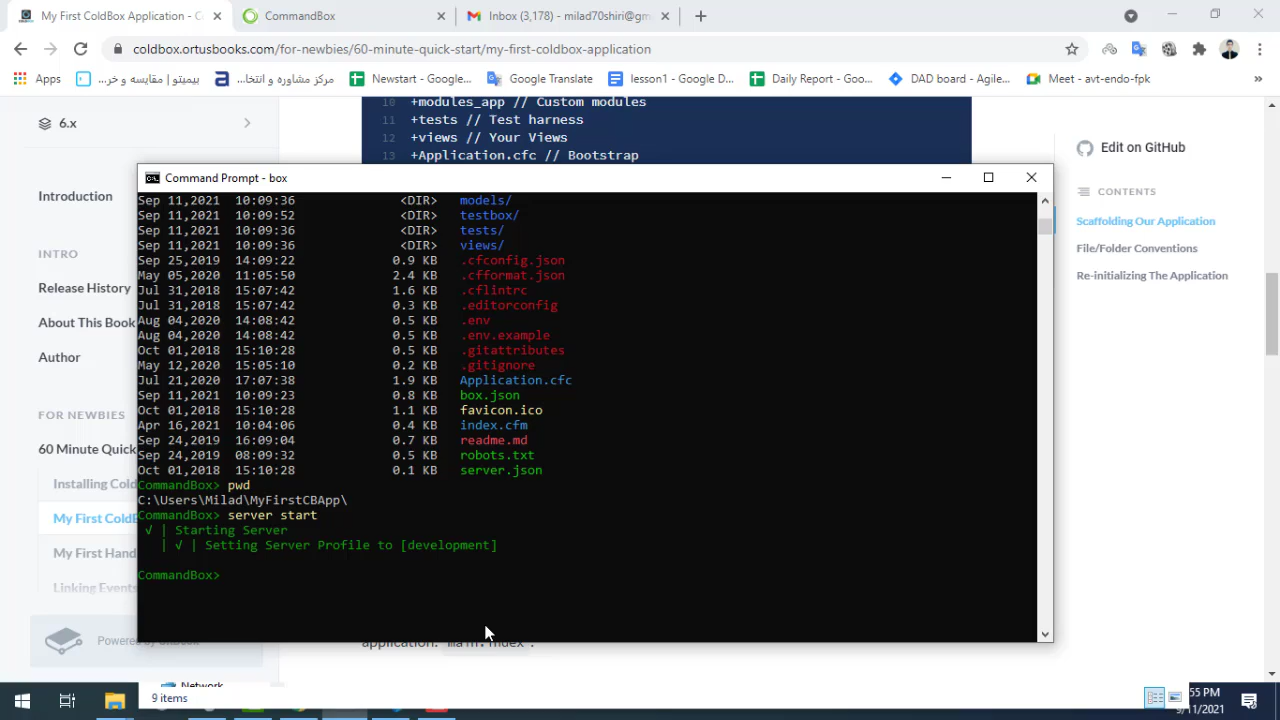 My First ColdBox Application - C
CommandBox
Inbox (3,178) - milad70shiri@gm
coldbox.ortusbooks.com/for-newbies/60-minute-quick-start/my-first-coldbox-application
Apps
بیمیتو | مقایسه و خر...
مرکز مشاوره و انتخا...
Newstart - Google...
Google Translate
lesson1 - Google D...
Daily Report - Goo...
DAD board - Agile...
Meet - avt-endo-fpk
»
6.x
Introduction
INTRO
Release History
About This Book
Author
FOR NEWBIES
60 Minute Quick
Installing Cold
My First ColdB
My First Hand
Linking Events
Powered By GitBook
10 +modules_app // Custom modules
11 +tests // Test harness
12 +views // Your Views
13 +Application.cfc // Bootstrap
Edit on GitHub
CONTENTS
Scaffolding Our Application
File/Folder Conventions
Re-initializing The Application
Command Prompt - box
Sep 11,2021 10:09:36 <DIR> models/
Sep 11,2021 10:09:52 <DIR> testbox/
Sep 11,2021 10:09:36 <DIR> tests/
Sep 11,2021 10:09:36 <DIR> views/
Sep 25,2019 14:09:22 0.9 KB .cfconfig.json
May 05,2020 11:05:50 2.4 KB .cfformat.json
Jul 31,2018 15:07:42 1.6 KB .cflintrc
Jul 31,2018 15:07:42 0.3 KB .editorconfig
Aug 04,2020 14:08:42 0.5 KB .env
Aug 04,2020 14:08:42 0.5 KB .env.example
Oct 01,2018 15:10:28 0.5 KB .gitattributes
May 12,2020 15:05:10 0.2 KB .gitignore
Jul 21,2020 17:07:38 1.9 KB Application.cfc
Sep 11,2021 10:09:23 0.8 KB box.json
Oct 01,2018 15:10:28 1.1 KB favicon.ico
Apr 16,2021 10:04:06 0.4 KB index.cfm
Sep 24,2019 16:09:04 0.7 KB readme.md
Sep 24,2019 08:09:32 0.5 KB robots.txt
Oct 01,2018 15:10:28 0.1 KB server.json
CommandBox> pwd
C:\Users\Milad\MyFirstCBApp\
CommandBox> server start
√ | Starting Server
| √ | Setting Server Profile to [development]
CommandBox>
application: main.index .
Network
9 items
55 PM
9/11/2021